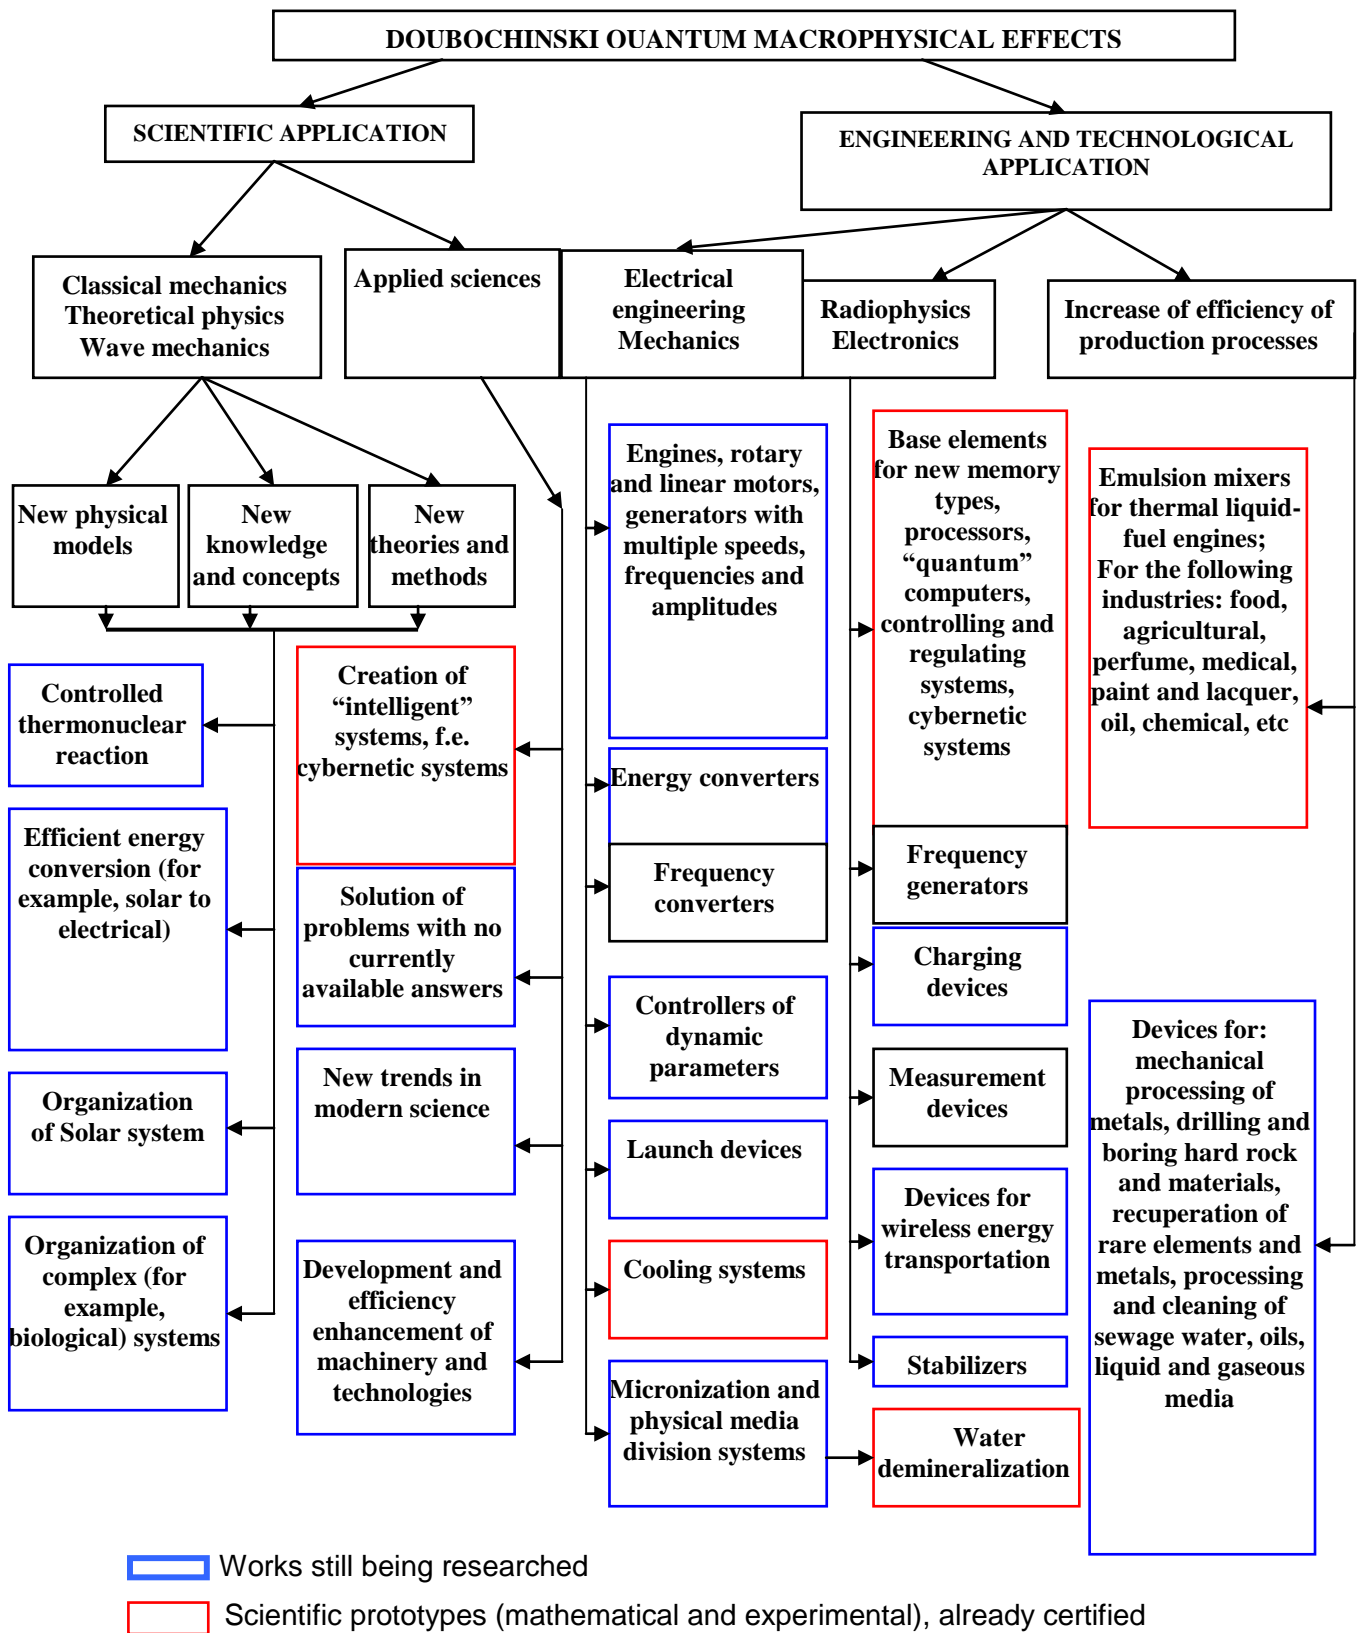 DOUBOCHINSKI OUANTUM MACROPHYSICAL EFFECTS
SCIENTIFIC APPLICATION
ENGINEERING AND TECHNOLOGICAL
APPLICATION
Classical mechanics
Theoretical physics
Wave mechanics
Applied sciences
Electrical
engineering
Mechanics
Radiophysics
Electronics
Increase of efficiency of
production processes
New physical
models
New
knowledge
and concepts
New
theories and
methods
Controlled
thermonuclear
reaction
Efficient energy
conversion (for
example, solar to
electrical)
Organization
of Solar system
Organization of
complex (for
example,
biological) systems
Creation of
“intelligent”
systems, f.e.
cybernetic systems
Solution of
problems with no
currently
available answers
New trends in
modern science
Development and
efficiency
enhancement of
machinery and
technologies
Engines, rotary
and linear motors,
generators with
multiple speeds,
frequencies and
amplitudes
Energy converters
Frequency
converters
Controllers of
dynamic
parameters
Launch devices
Cooling systems
Micronization and
physical media
division systems
Base elements
for new memory
types,
processors,
“quantum”
computers,
controlling and
regulating
systems,
cybernetic
systems
Frequency
generators
Charging
devices
Measurement
devices
Devices for
wireless energy
transportation
Stabilizers
Water
demineralization
Emulsion mixers
for thermal liquid-
fuel engines;
For the following
industries: food,
agricultural,
perfume, medical,
paint and lacquer,
oil, chemical, etc
Devices for:
mechanical
processing of
metals, drilling and
boring hard rock
and materials,
recuperation of
rare elements and
metals, processing
and cleaning of
sewage water, oils,
liquid and gaseous
media
Works still being researched
Scientific prototypes (mathematical and experimental), already certified